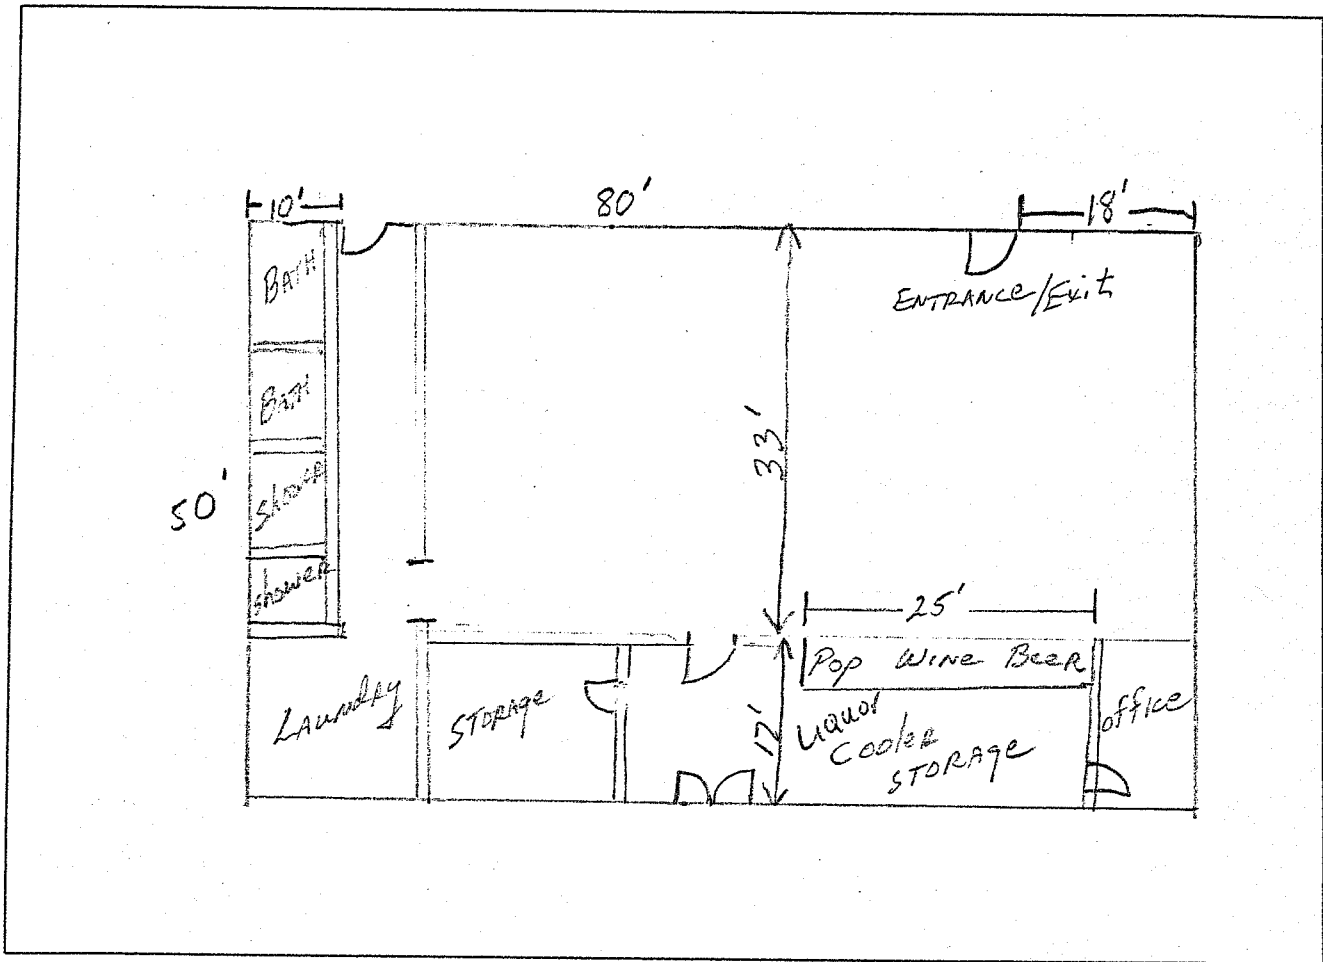 10'
80'
18'
BATH
ENTRANCE/Exit
BATH
33'
50'
Shower
shower
25'
Pop WINE BEER
LAUNDRY
STORAGE
17'
Liquor
Cooler
STORAGE
office